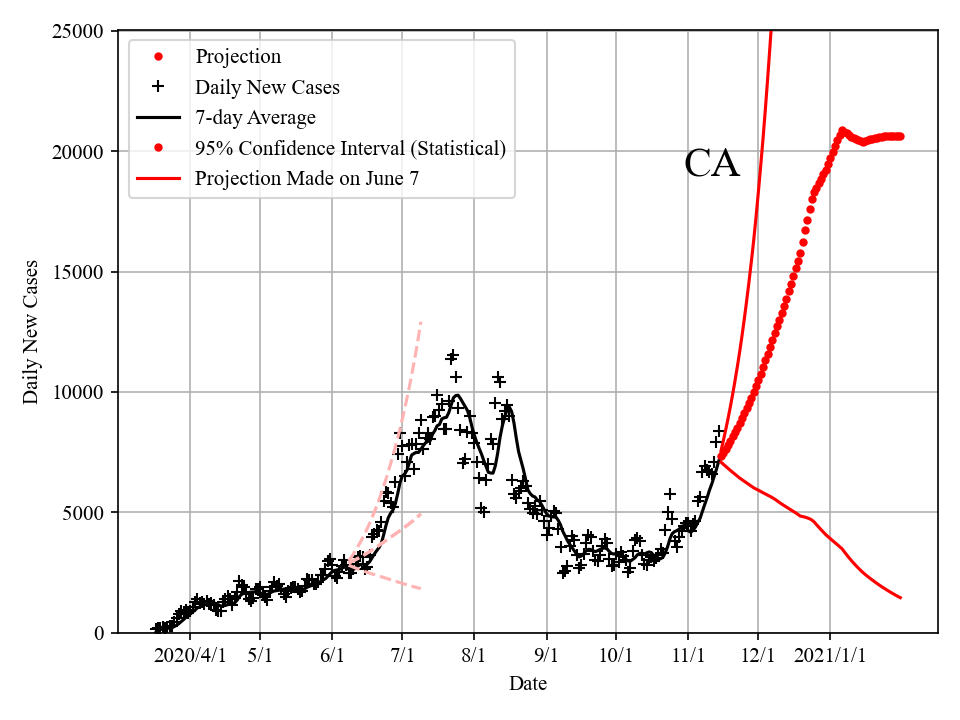 25000
20000
15000
10000
5000
0
Daily New Cases
Projection
Daily New Cases
7-day Average
95% Confidence Interval (Statistical)
Projection Made on June 7
CA
2020/4/1 5/1 6/1 7/1 8/1 9/1 10/1 11/1 12/1 2021/1/1
Date